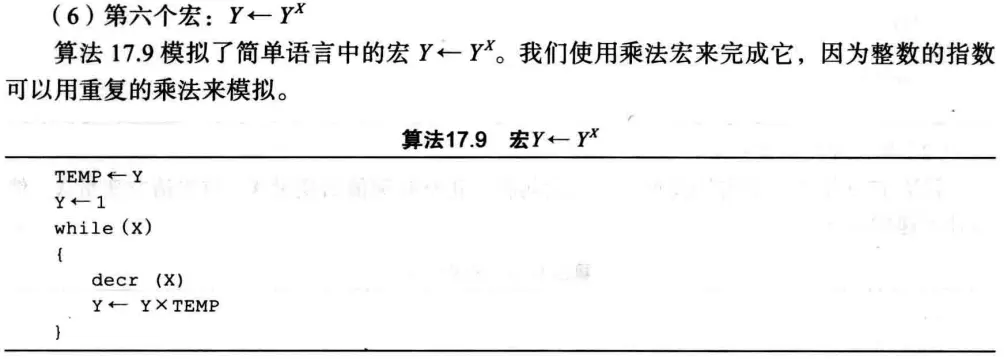 (6)第六个宏：Y←Y^X
算法 17.9 模拟了简单语言中的宏 Y←Y^X。我们使用乘法宏来完成它，因为整数的指数
可以用重复的乘法来模拟。
算法17.9 宏Y←Y^X
TEMP←Y
Y←1
while(X)
{
decr (X)
Y← Y×TEMP
}